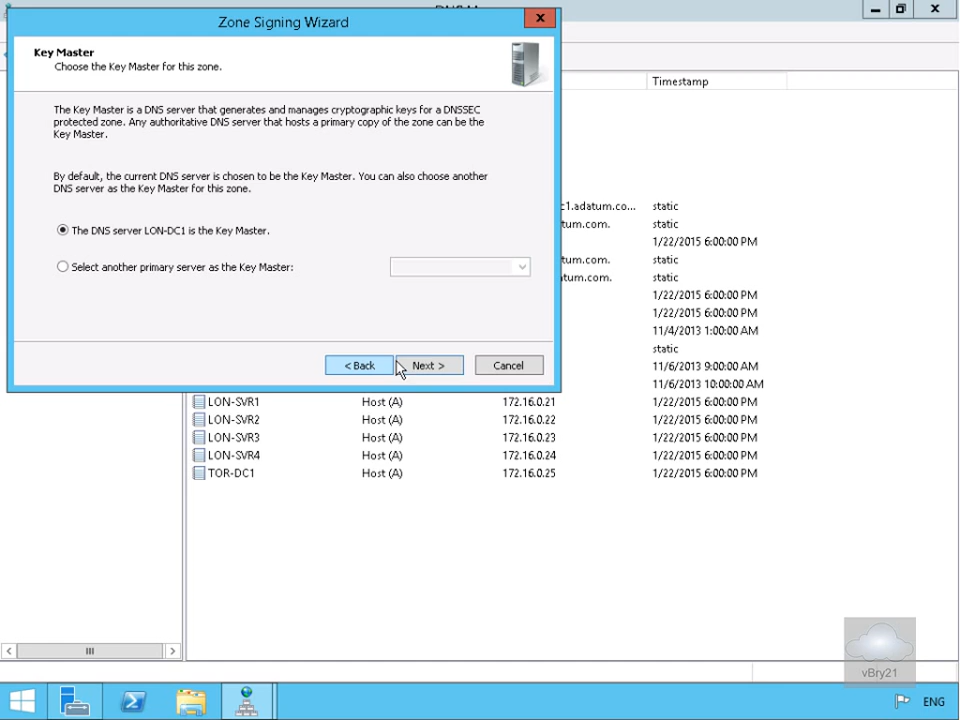 Zone Signing Wizard
Key Master
Choose the Key Master for this zone.
The Key Master is a DNS server that generates and manages cryptographic keys for a DNSSEC
protected zone. Any authoritative DNS server that hosts a primary copy of the zone can be the
Key Master.
By default, the current DNS server is chosen to be the Key Master. You can also choose another
DNS server as the Key Master for this zone.
The DNS server LON-DC1 is the Key Master.
Select another primary server as the Key Master:
< Back
Next >
Cancel
Timestamp
c1.adatum.co... static
tum.com. static
1/22/2015 6:00:00 PM
tum.com. static
atum.com. static
1/22/2015 6:00:00 PM
1/22/2015 6:00:00 PM
11/4/2013 1:00:00 AM
static
11/6/2013 9:00:00 AM
11/6/2013 10:00:00 AM
LON-SVR1 Host (A) 172.16.0.21 1/22/2015 6:00:00 PM
LON-SVR2 Host (A) 172.16.0.22 1/22/2015 6:00:00 PM
LON-SVR3 Host (A) 172.16.0.23 1/22/2015 6:00:00 PM
LON-SVR4 Host (A) 172.16.0.24 1/22/2015 6:00:00 PM
TOR-DC1 Host (A) 172.16.0.25 1/22/2015 6:00:00 PM
vBry21
ENG